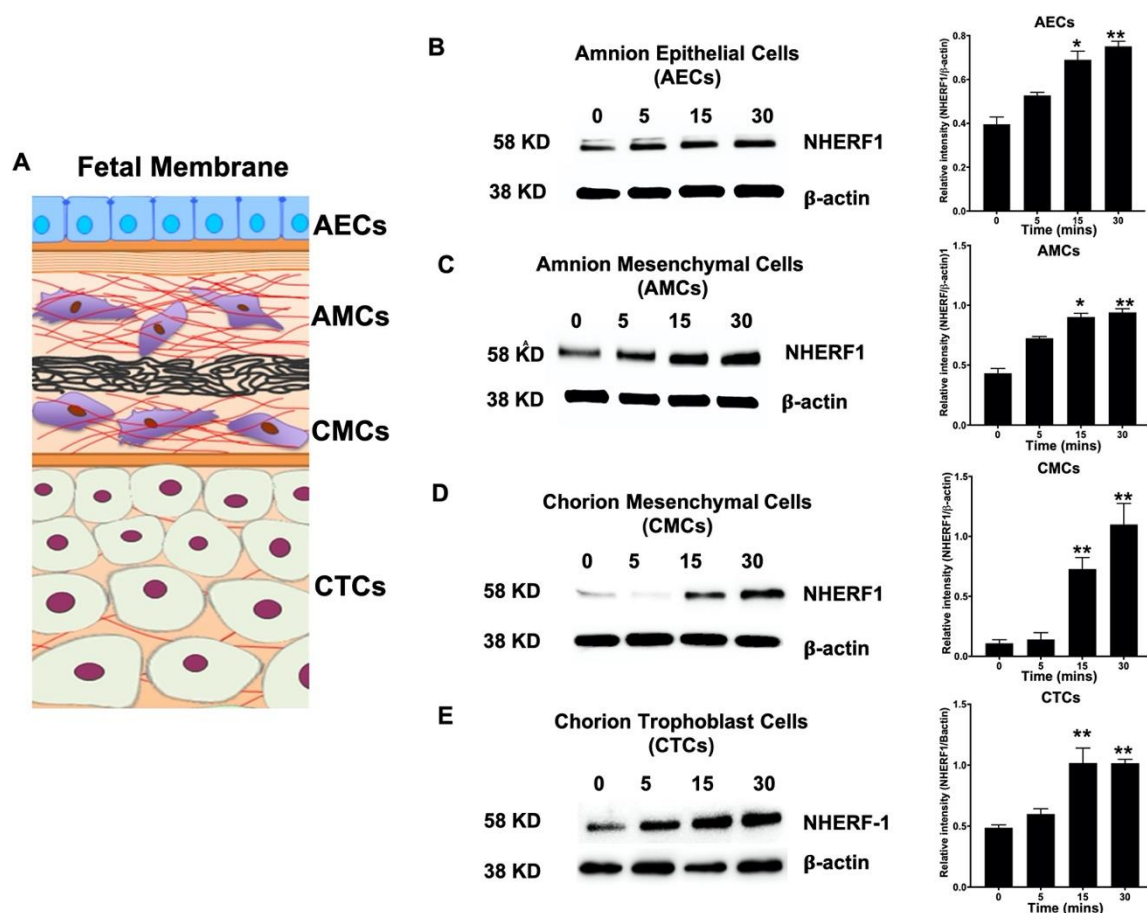 A
Fetal Membrane
AECs
AMCs
CMCs
CTCs
B
Amnion Epithelial Cells
(AECs)
0 5 15 30
58 KD NHERF1
38 KD β-actin
AECs
Relative intensity (NHERF1/β-actin)
0.8
0.6
0.4
0.2
0.0
* **
0 5 15 30
Time (mins)
C
Amnion Mesenchymal Cells
(AMCs)
0 5 15 30
58 KD NHERF1
38 KD β-actin
AMCs
Relative intensity (NHERF/β-actin)1
1.5
1.0
0.5
0.0
* **
0 5 15 30
Time (mins)
D
Chorion Mesenchymal Cells
(CMCs)
0 5 15 30
58 KD NHERF1
38 KD β-actin
CMCs
Relative intensity (NHERF1/β-actin)
1.5
1.0
0.5
0.0
** **
0 5 15 30
Time (mins)
E
Chorion Trophoblast Cells
(CTCs)
0 5 15 30
58 KD NHERF-1
38 KD β-actin
CTCs
Relative intensity (NHERF1/Bactin)
1.5
1.0
0.5
0.0
** **
0 5 15 30
Time (mins)